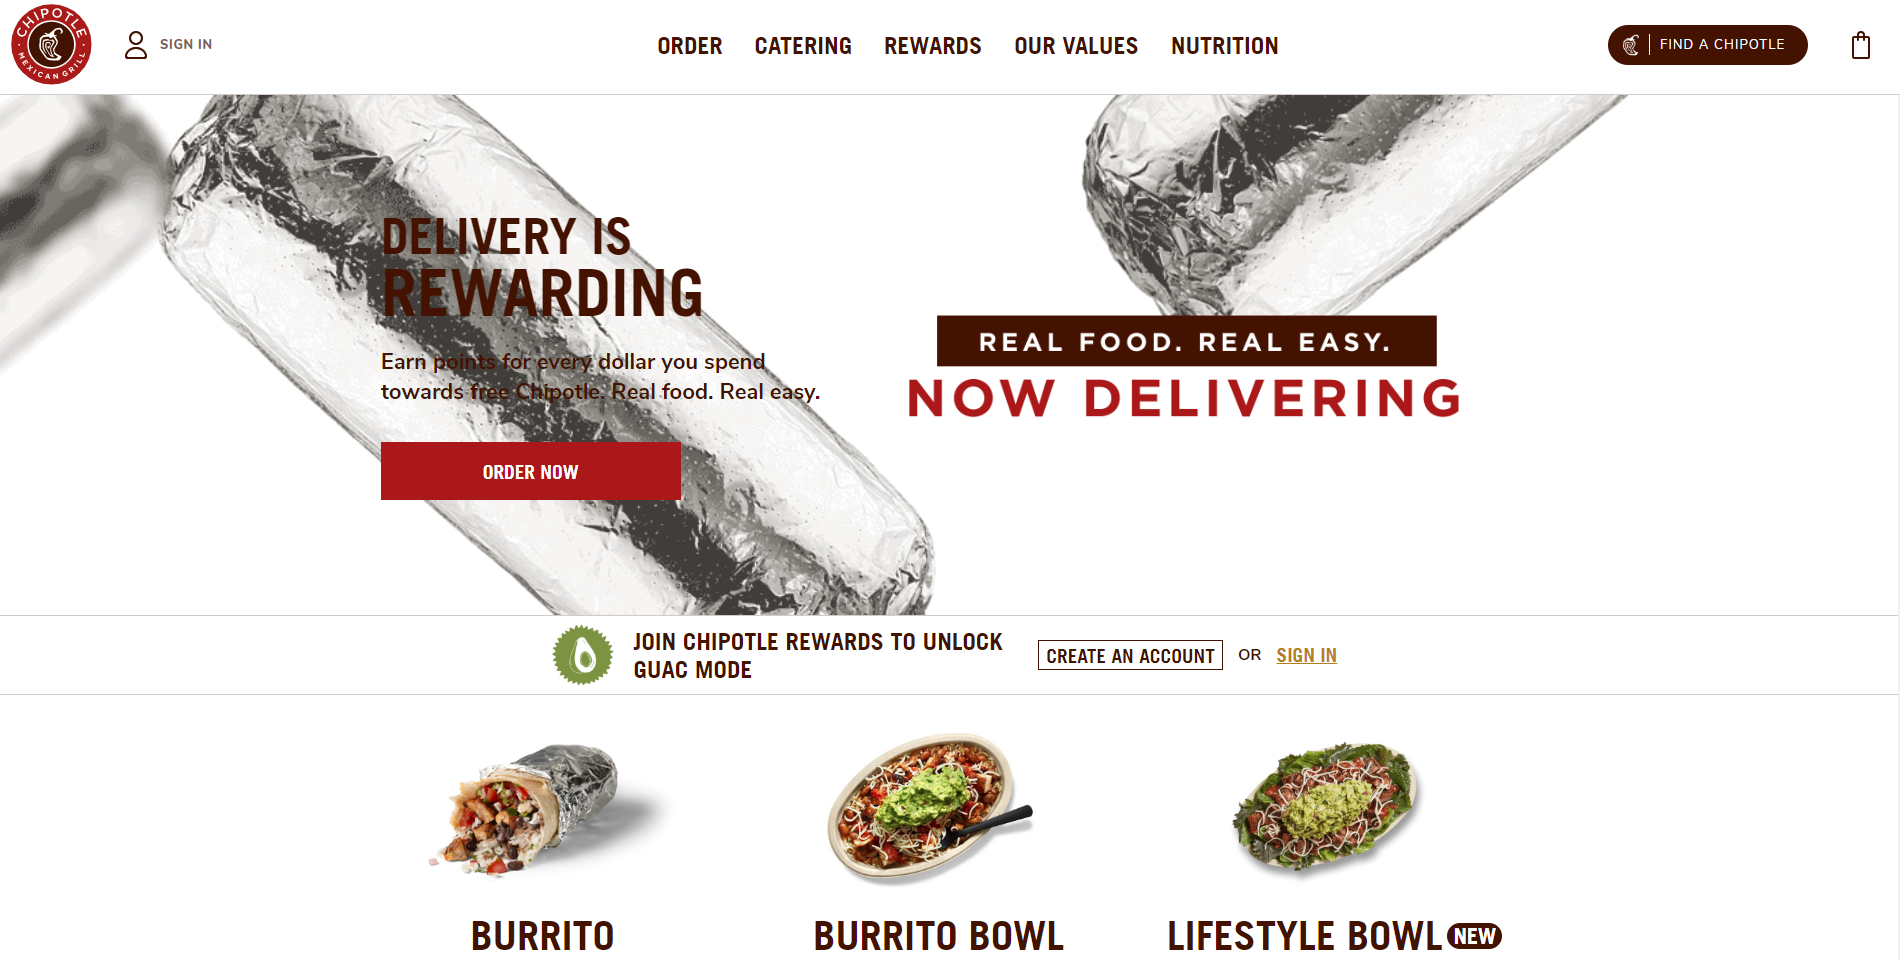 CHIPOTLE
MEXICAN GRILL
SIGN IN
ORDER
CATERING
REWARDS
OUR VALUES
NUTRITION
FIND A CHIPOTLE
DELIVERY IS
REWARDING
Earn points for every dollar you spend
towards free Chipotle. Real food. Real easy.
ORDER NOW
REAL FOOD. REAL EASY.
NOW DELIVERING
JOIN CHIPOTLE REWARDS TO UNLOCK
GUAC MODE
CREATE AN ACCOUNT
OR
SIGN IN
BURRITO
BURRITO BOWL
LIFESTYLE BOWL NEW